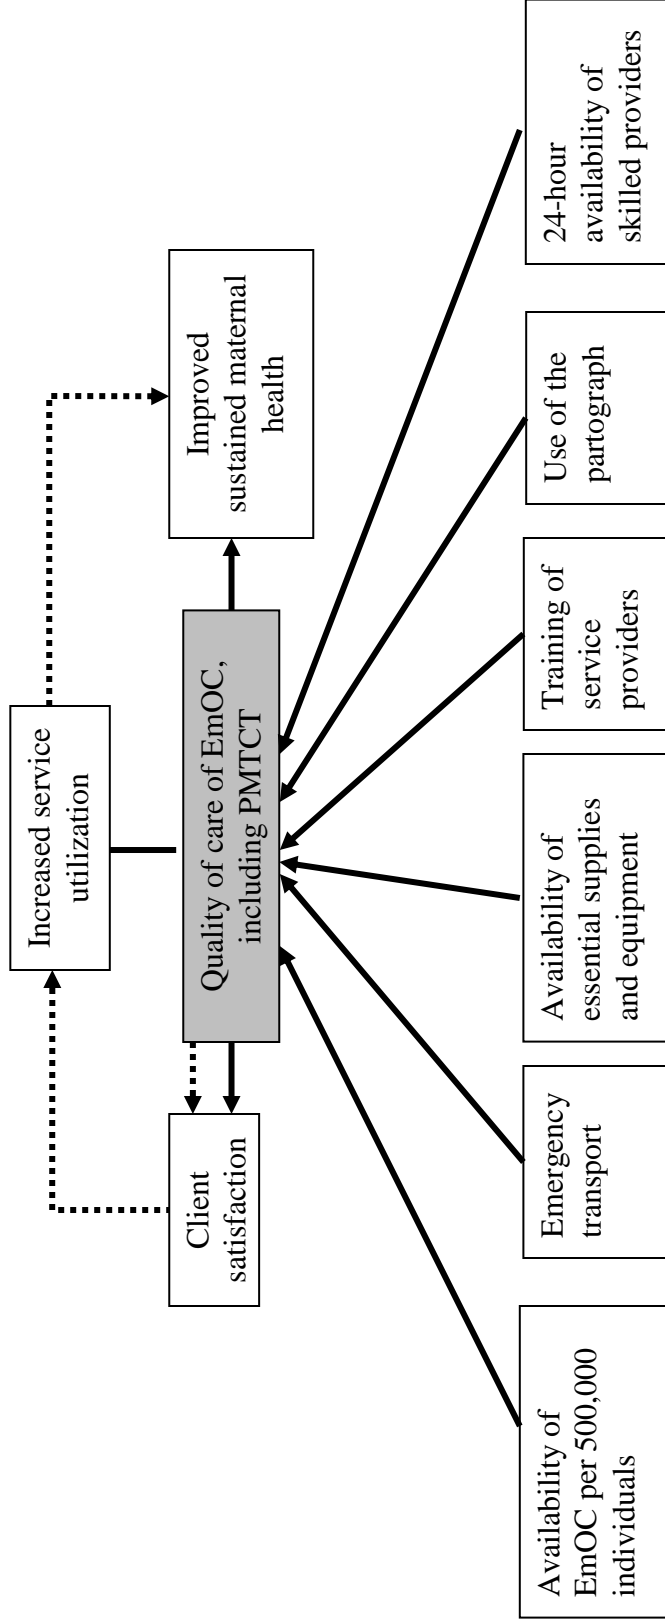 Increased service
utilization
Client
satisfaction
Quality of care of EmOC,
including PMTCT
Improved
sustained maternal
health
Availability of
EmOC per 500,000
individuals
Emergency
transport
Availability of
essential supplies
and equipment
Training of
service
providers
Use of the
partograph
24-hour
availability of
skilled providers